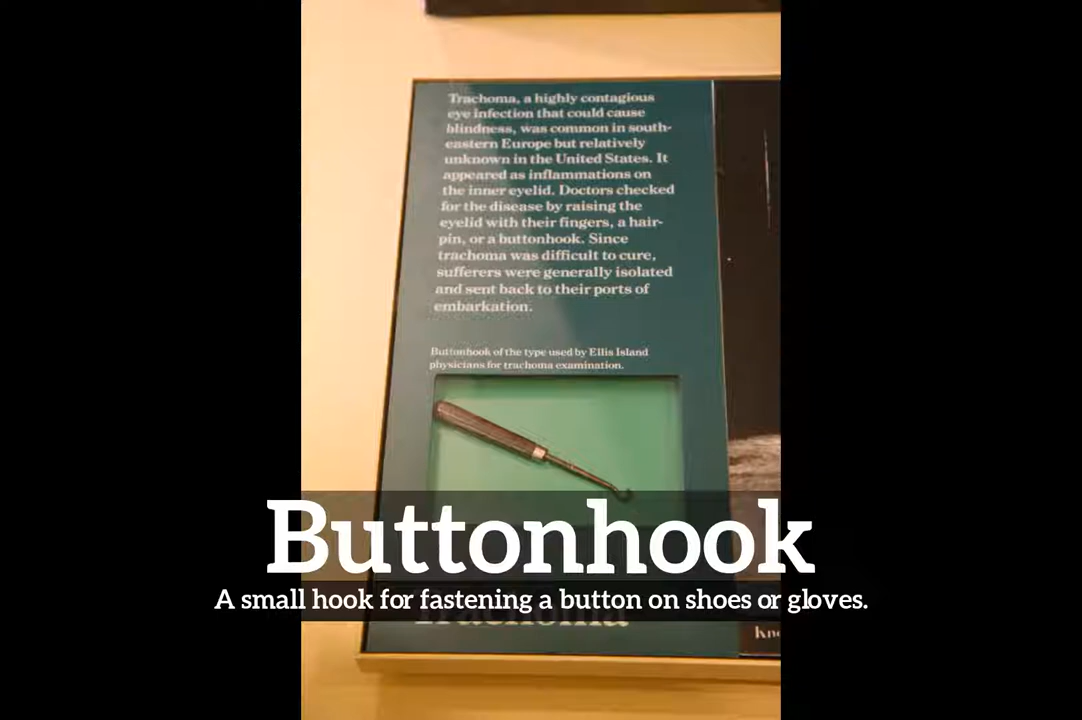 Trachoma, a highly contagious
eye infection that could cause
blindness, was common in south-
eastern Europe but relatively
unknown in the United States. It
appeared as inflammations on
the inner eyelid. Doctors checked
for the disease by raising the
eyelid with their fingers, a hair-
pin, or a buttonhook. Since
trachoma was difficult to cure,
sufferers were generally isolated
and sent back to their ports of
embarkation.
Buttonhook of the type used by Ellis Island
physicians for trachoma examination.
Buttonhook
A small hook for fastening a button on shoes or gloves.
Trachoma